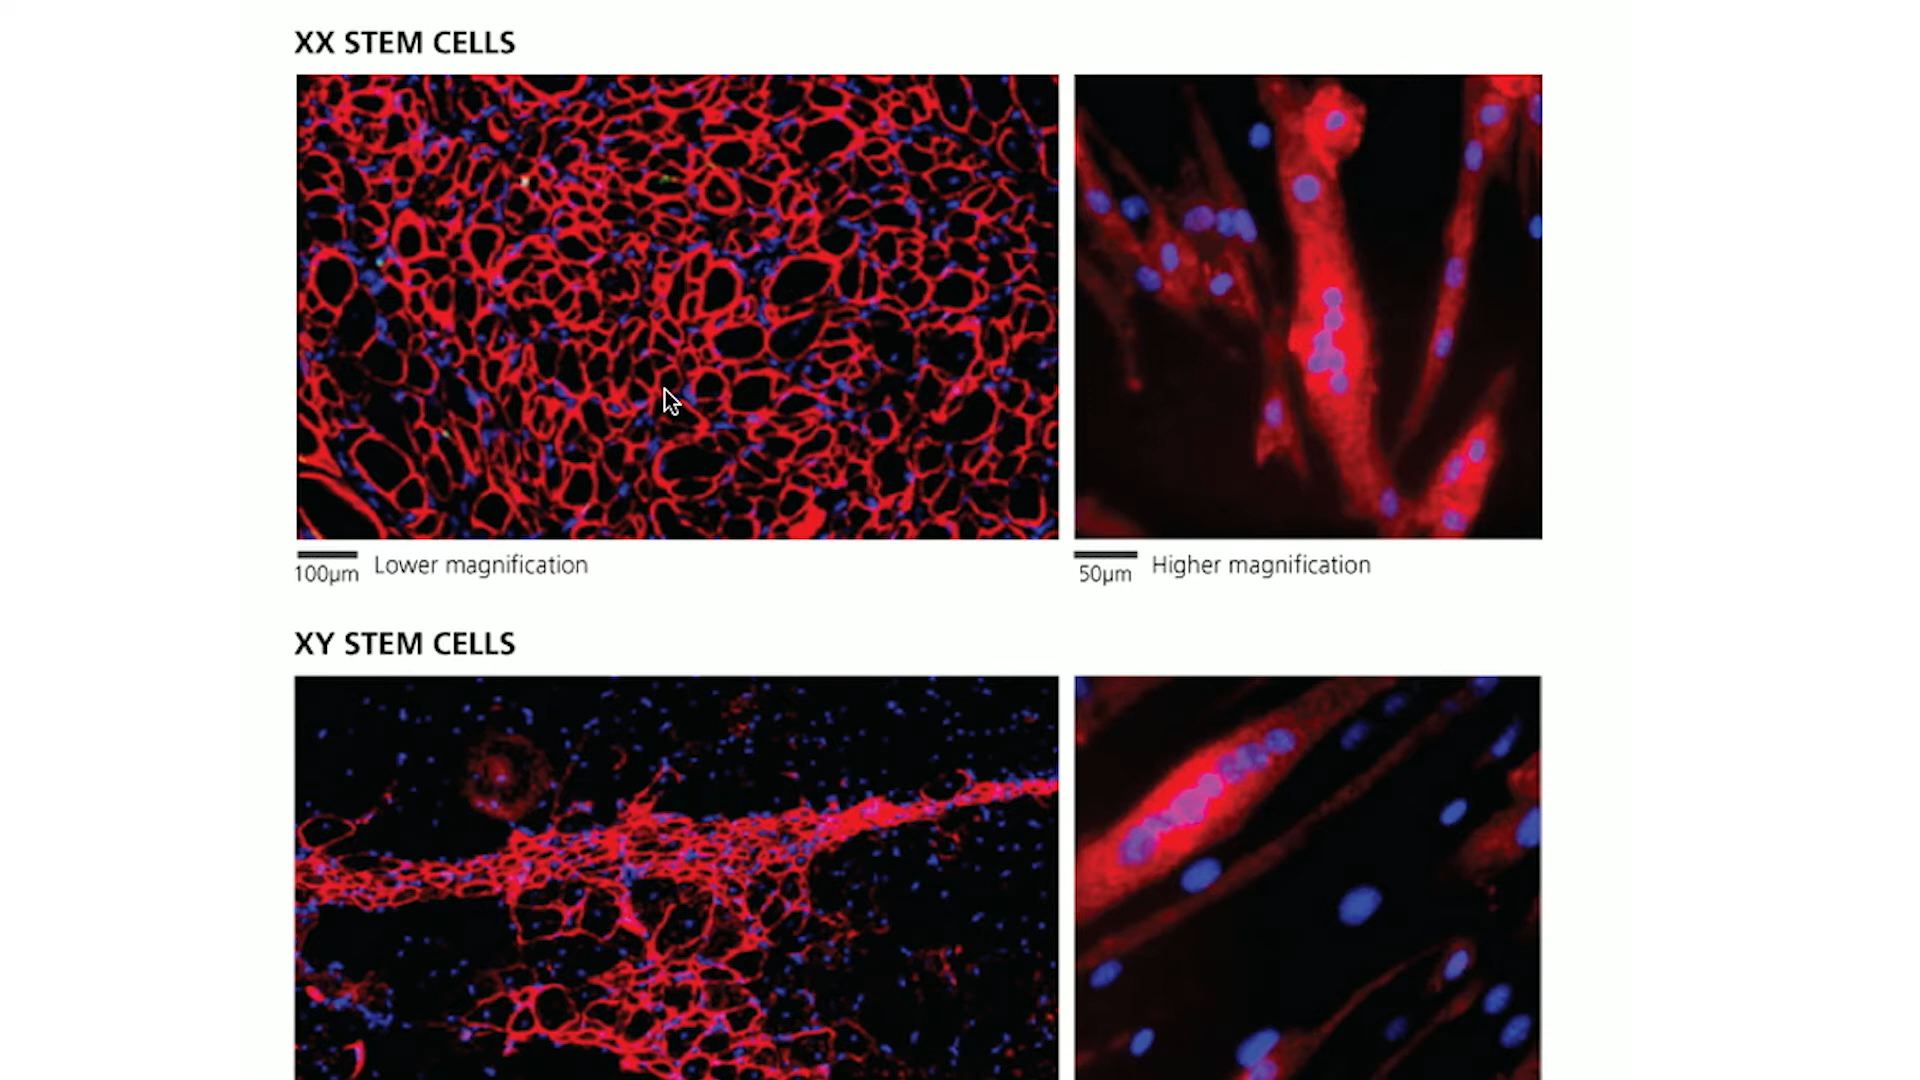 XX STEM CELLS
100µm Lower magnification
50µm Higher magnification
XY STEM CELLS